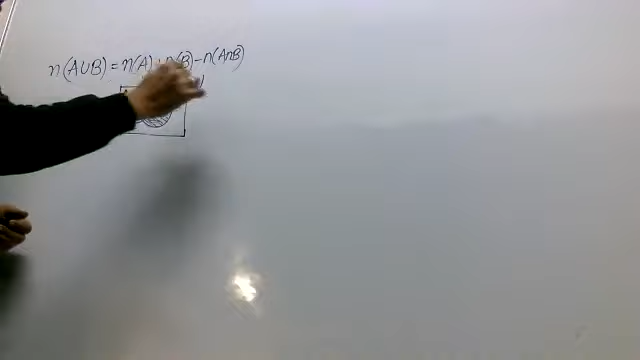 n(A∪B) = n(A) + n(B) - n(A∩B)